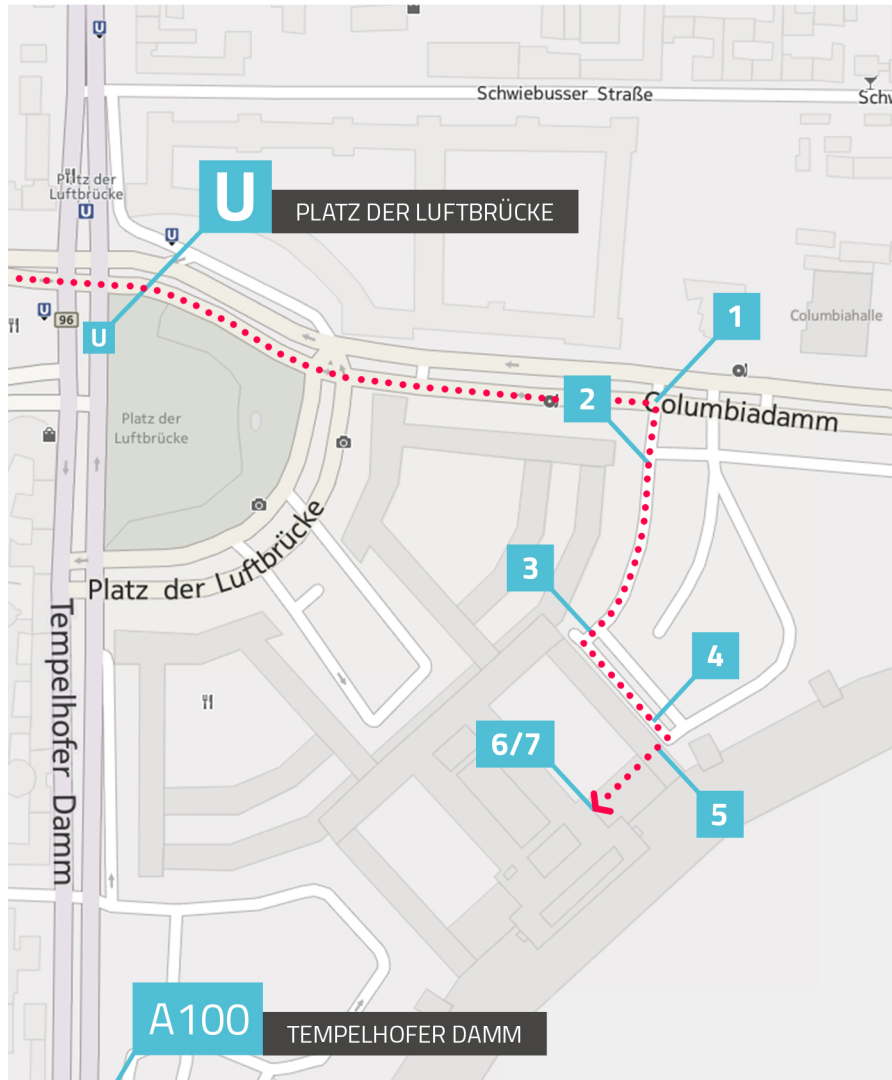 U
Schwiebusser Straße
Schw
Platz der
Luftbrücke
U
U
PLATZ DER LUFTBRÜCKE
U
U
96
U
1
Columbiahalle
2
Columbiadamm
Platz der
Luftbrücke
3
Platz der Luftbrücke
Tempelhofer Damm
4
6/7
5
A100
TEMPELHOFER DAMM